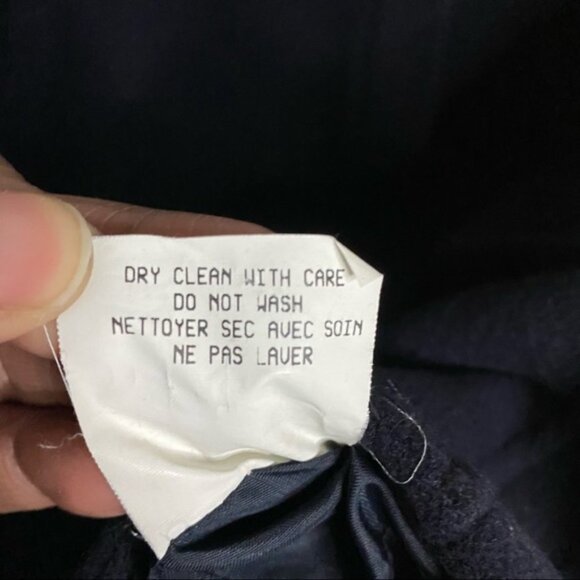 DRY CLEAN WITH CARE
DO NOT WASH
NETTOYER SEC AVEC SOIN
NE PAS LAVER